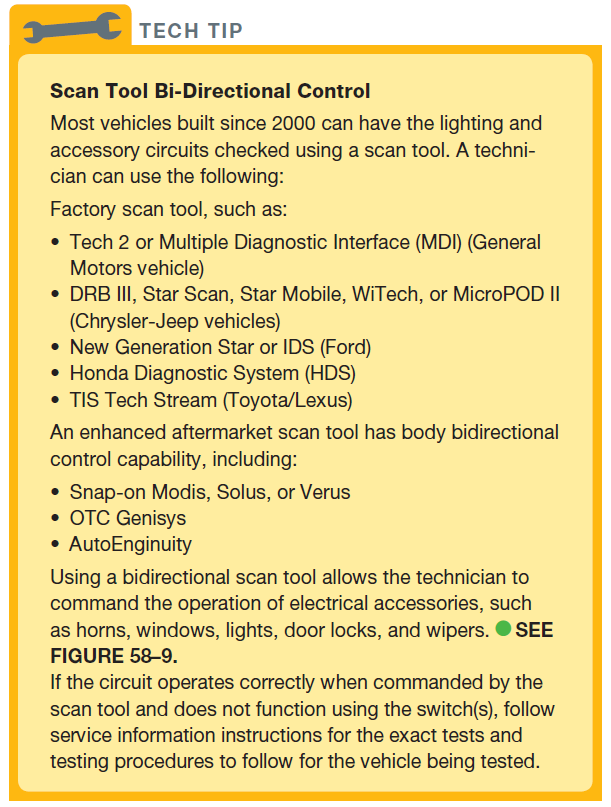 TECH TIP
Scan Tool Bi-Directional Control
Most vehicles built since 2000 can have the lighting and
accessory circuits checked using a scan tool. A techni-
cian can use the following:
Factory scan tool, such as:
• Tech 2 or Multiple Diagnostic Interface (MDI) (General
Motors vehicle)
• DRB III, Star Scan, Star Mobile, WiTech, or MicroPOD II
(Chrysler-Jeep vehicles)
• New Generation Star or IDS (Ford)
• Honda Diagnostic System (HDS)
• TIS Tech Stream (Toyota/Lexus)
An enhanced aftermarket scan tool has body bidirectional
control capability, including:
• Snap-on Modis, Solus, or Verus
• OTC Genisys
• AutoEnginuity
Using a bidirectional scan tool allows the technician to
command the operation of electrical accessories, such
as horns, windows, lights, door locks, and wipers. ● SEE
FIGURE 58–9.
If the circuit operates correctly when commanded by the
scan tool and does not function using the switch(s), follow
service information instructions for the exact tests and
testing procedures to follow for the vehicle being tested.